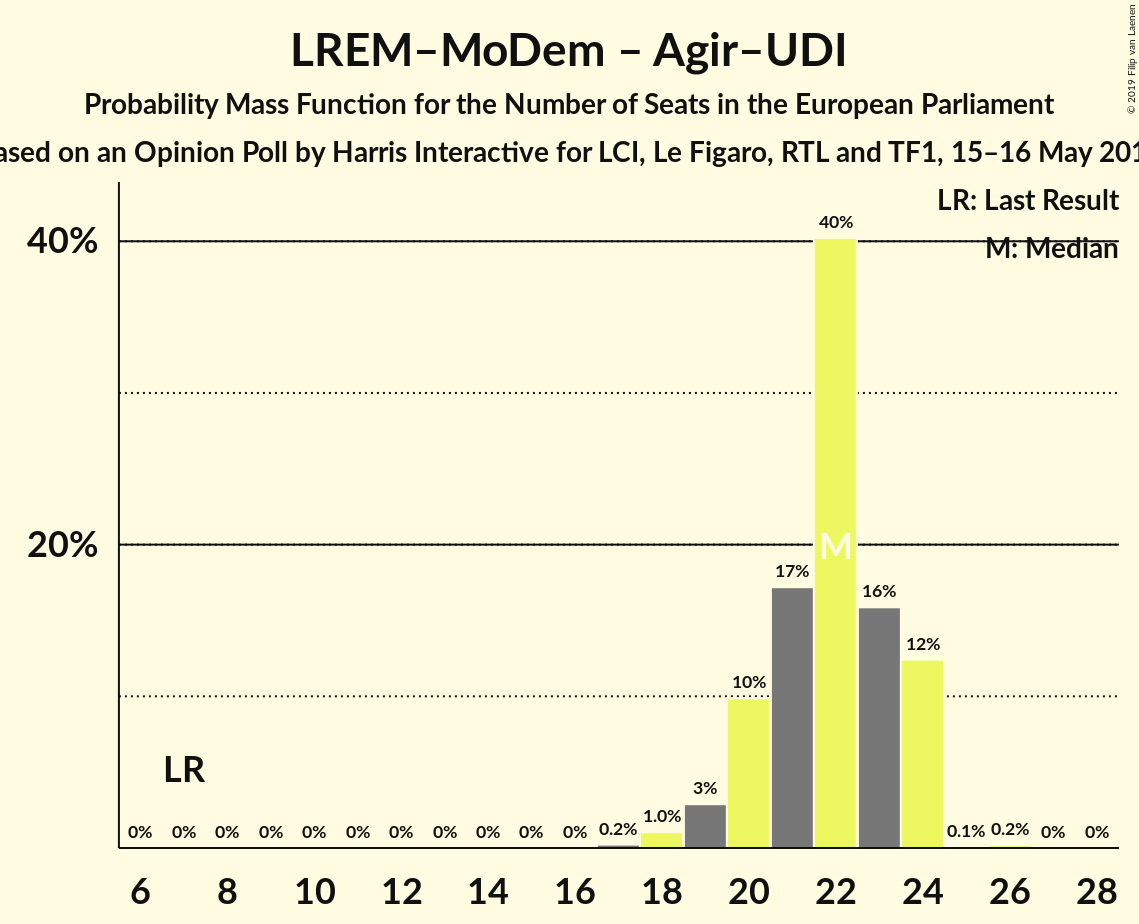 LREM–MoDem – Agir–UDI
Probability Mass Function for the Number of Seats in the European Parliament
ased on an Opinion Poll by Harris Interactive for LCI, Le Figaro, RTL and TF1, 15–16 May 201
© 2019 Filip van Laenen
LR: Last Result
M: Median
40%
20%
40%
M
17%
16%
12%
10%
LR
3%
1.0%
0% 0% 0% 0% 0% 0% 0% 0% 0% 0% 0% 0.2% 0.1% 0.2% 0% 0%
6 8 10 12 14 16 18 20 22 24 26 28